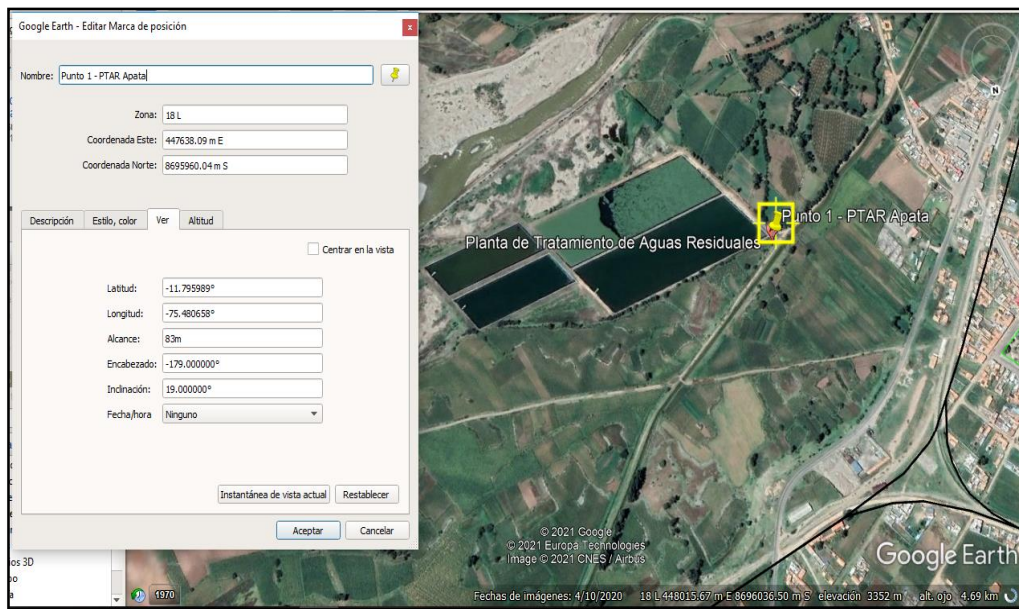 Google Earth - Editar Marca de posición
x
Nombre: Punto 1 - PTAR Apata
Zona: 18 L
Coordenada Este: 447638.09 m E
Coordenada Norte: 8695960.04 m S
Descripción Estilo, color Ver Altitud
Centrar en la vista
Latitud: -11.795989°
Longitud: -75.480658°
Alcance: 83m
Encabezado: -179.000000°
Inclinación: 19.000000°
Fecha/hora Ninguno
Instantánea de vista actual Restablecer
Aceptar Cancelar
N
Punto 1 - PTAR Apata
Planta de Tratamiento de Aguas Residuales
© 2021 Google
© 2021 Europa Technologies
Image © 2021 CNES / Airbus
Google Earth
os 3D
1970
Fechas de imágenes: 4/10/2020 18 L 448015.67 m E 8696036.50 m S elevación 3352 m alt. ojo 4.69 km